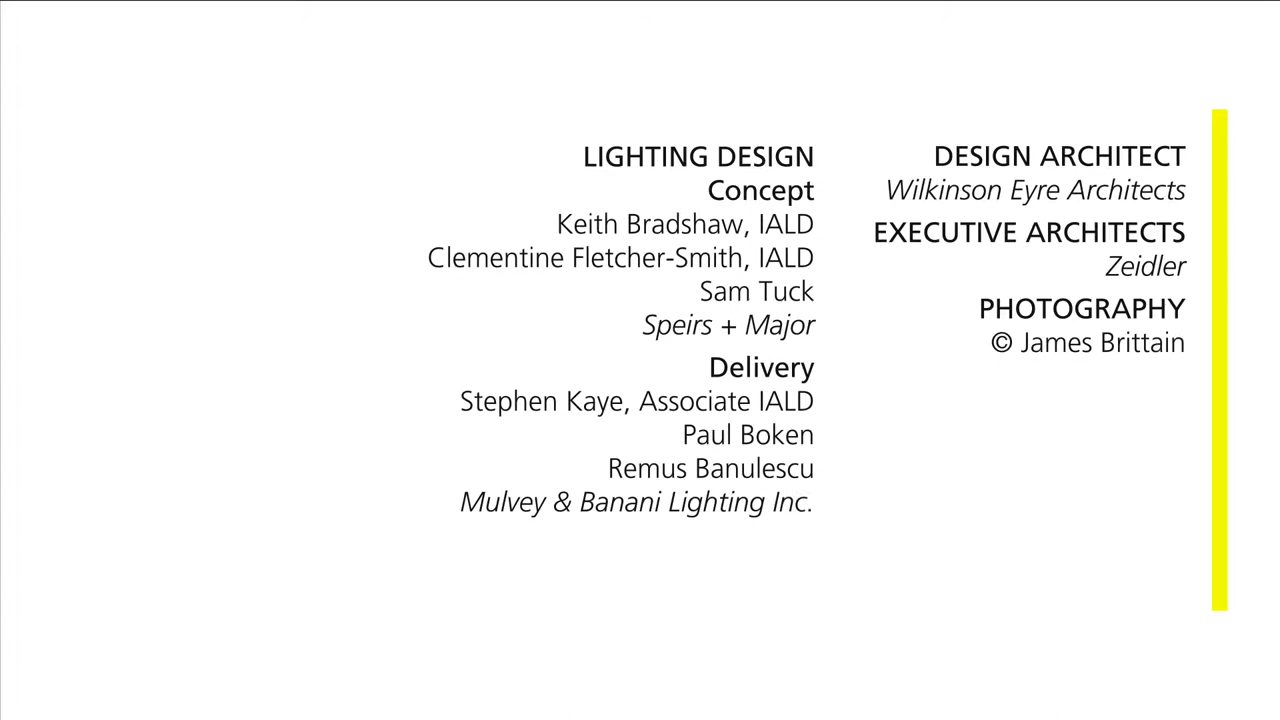 LIGHTING DESIGN
Concept
Keith Bradshaw, IALD
Clementine Fletcher-Smith, IALD
Sam Tuck
Speirs + Major
Delivery
Stephen Kaye, Associate IALD
Paul Boken
Remus Banulescu
Mulvey & Banani Lighting Inc.
DESIGN ARCHITECT
Wilkinson Eyre Architects
EXECUTIVE ARCHITECTS
Zeidler
PHOTOGRAPHY
© James Brittain